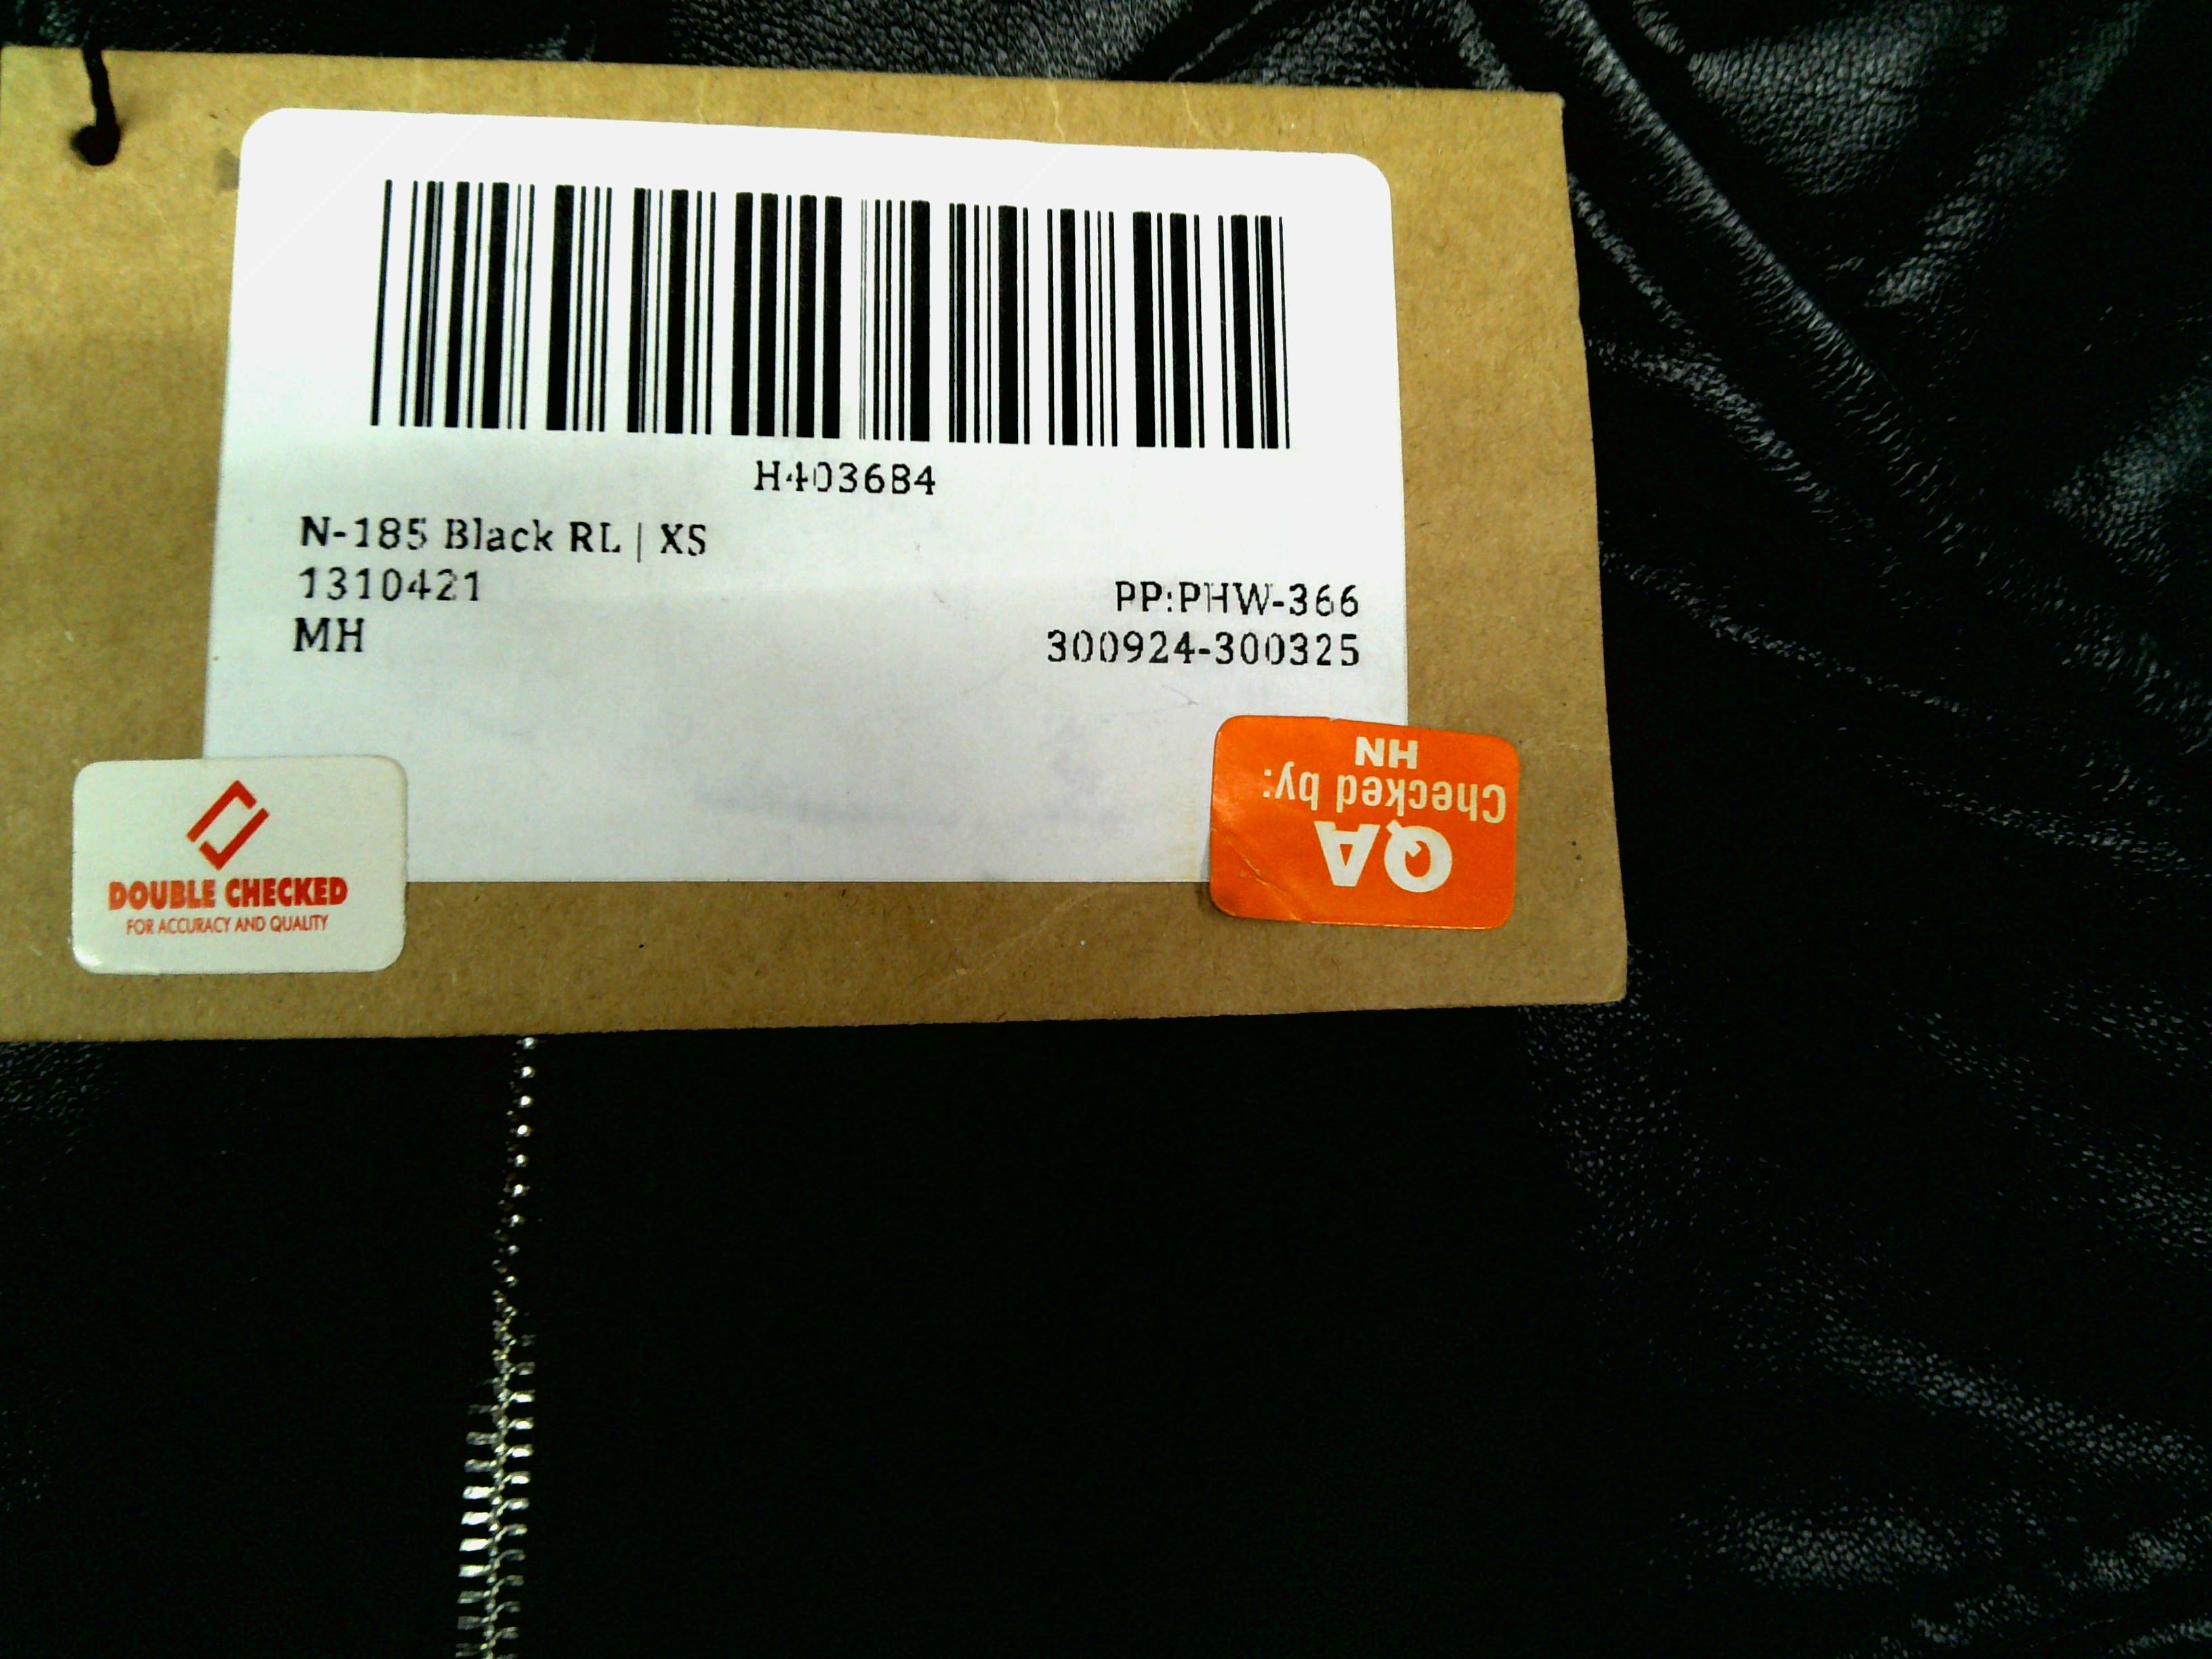 H403684
N-185 Black RL | XS
1310421
MH
PP:PHW-366
300924-300325
DOUBLE CHECKED
FOR ACCURACY AND QUALITY
QA
Checked by:
HN